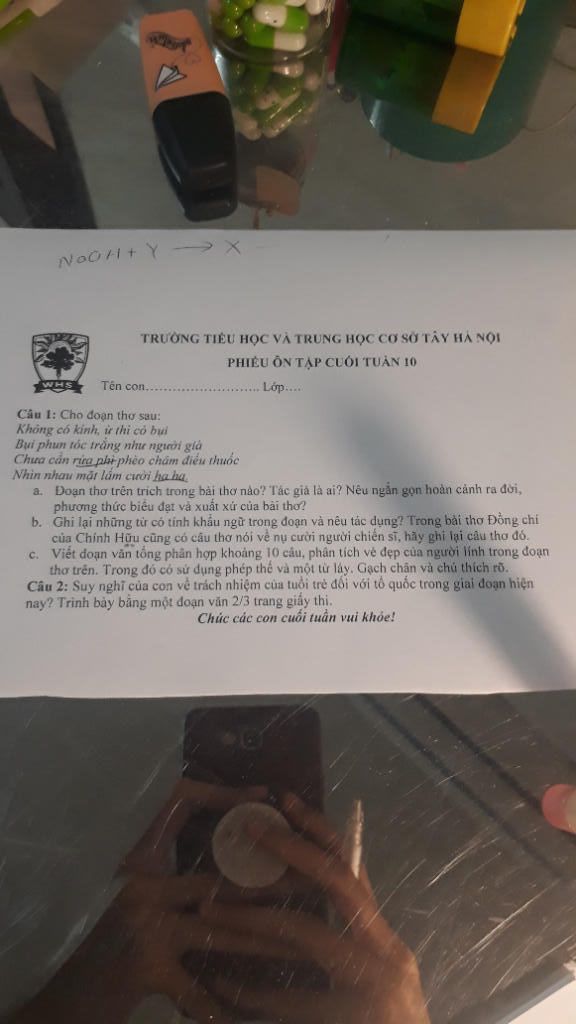 NaOH + Y → X
TRƯỜNG TIỂU HỌC VÀ TRUNG HỌC CƠ SỞ TÂY HÀ NỘI
PHIẾU ÔN TẬP CUỐI TUẦN 10
WHS
Tên con............................ Lớp....
Câu 1: Cho đoạn thơ sau:
Không có kính, ừ thì có bụi
Bụi phun tóc trắng như người già
Chưa cần rửa phì phèo châm điếu thuốc
Nhìn nhau mặt lấm cười ha ha.
a. Đoạn thơ trên trích trong bài thơ nào? Tác giả là ai? Nêu ngắn gọn hoàn cảnh ra đời,
phương thức biểu đạt và xuất xứ của bài thơ?
b. Ghi lại những từ có tính khẩu ngữ trong đoạn và nêu tác dụng? Trong bài thơ Đồng chí
của Chính Hữu cũng có câu thơ nói về nụ cười người chiến sĩ, hãy ghi lại câu thơ đó.
c. Viết đoạn văn tổng phân hợp khoảng 10 câu, phân tích vẻ đẹp của người lính trong đoạn
thơ trên. Trong đó có sử dụng phép thế và một từ láy. Gạch chân và chú thích rõ.
Câu 2: Suy nghĩ của con về trách nhiệm của tuổi trẻ đối với tổ quốc trong giai đoạn hiện
nay? Trình bày bằng một đoạn văn 2/3 trang giấy thi.
Chúc các con cuối tuần vui khỏe!